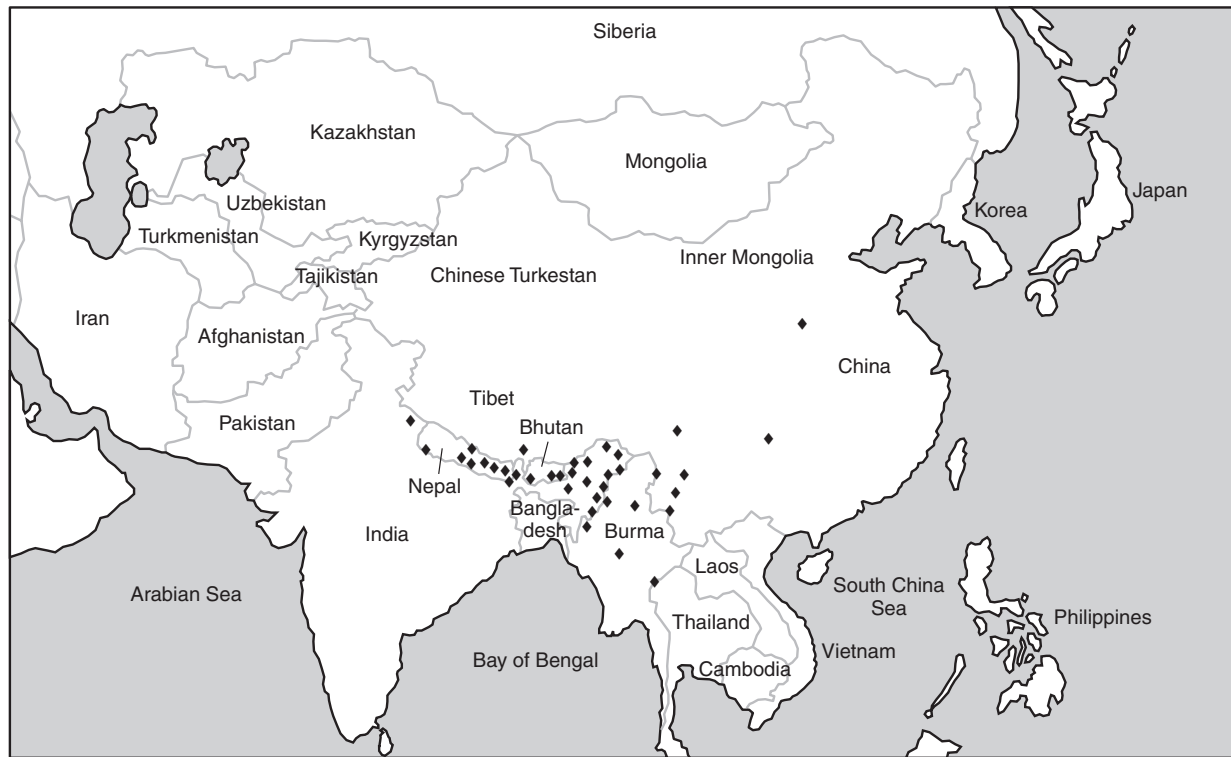 Siberia
Kazakhstan
Mongolia
Japan
Uzbekistan
Korea
Turkmenistan
Kyrgyzstan
Inner Mongolia
Tajikistan
Chinese Turkestan
Iran
Afghanistan
China
Tibet
Pakistan
Bhutan
Nepal
India
Bangla-
desh
Burma
Laos
South China
Sea
Arabian Sea
Thailand
Philippines
Vietnam
Bay of Bengal
Cambodia